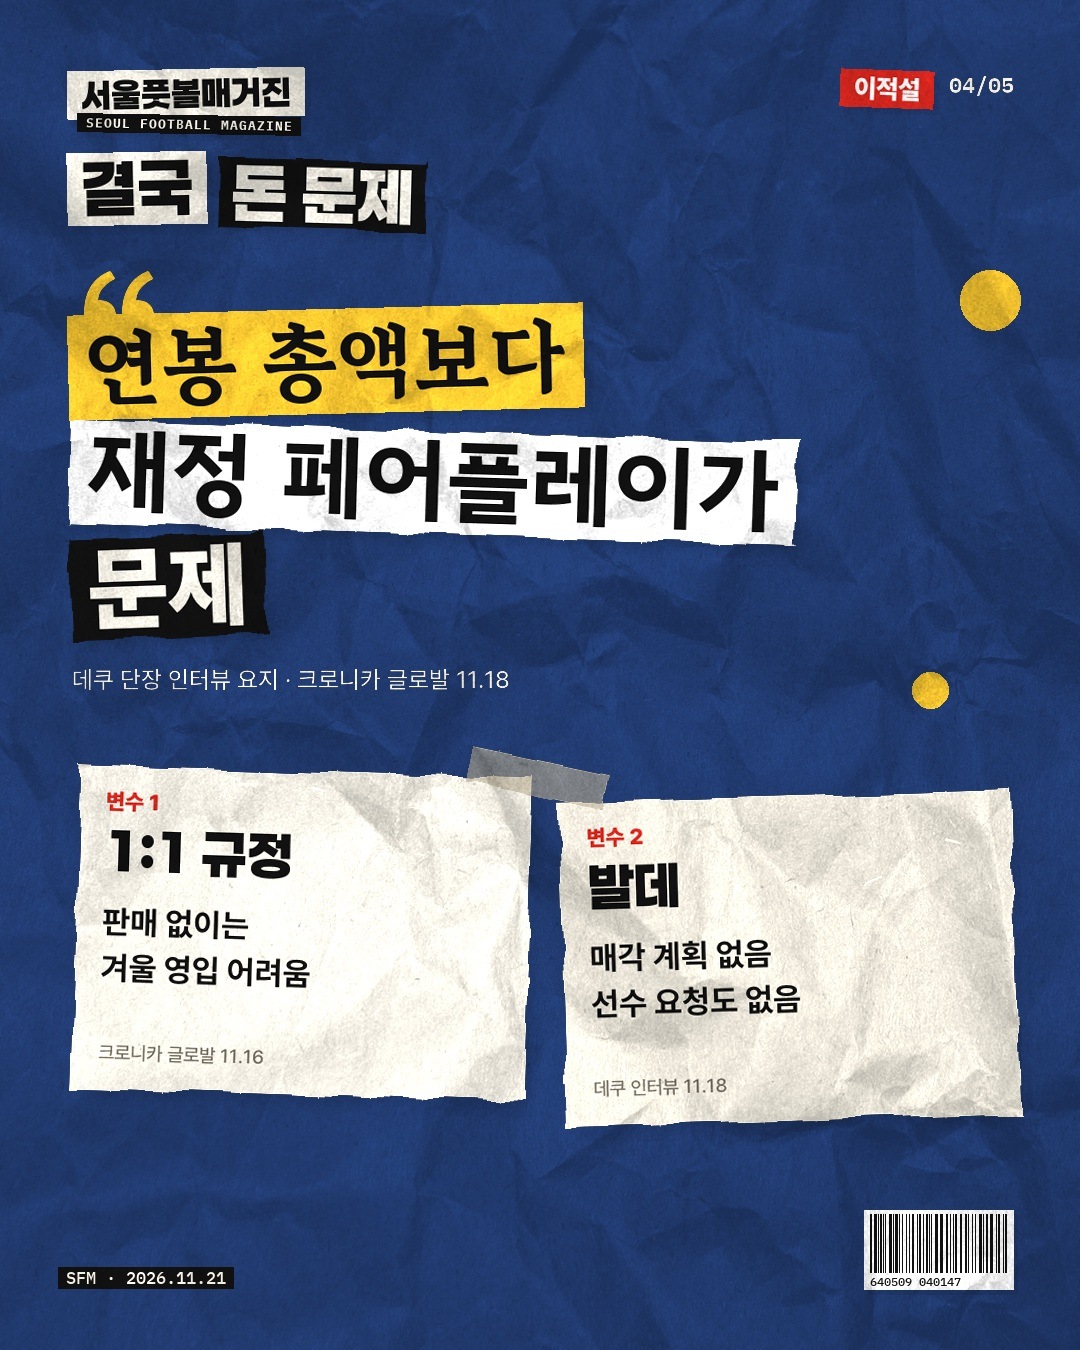 서울풋볼매거진
SEOUL FOOTBALL MAGAZINE
이적설 04/05
결국 돈 문제
“연봉 총액보다
재정 페어플레이가
문제
데쿠 단장 인터뷰 요지 · 크로니카 글로발 11.18
변수 1
1:1 규정
판매 없이는
겨울 영입 어려움
크로니카 글로발 11.16
변수 2
발데
매각 계획 없음
선수 요청도 없음
데쿠 인터뷰 11.18
SFM · 2026.11.21
640509 040147